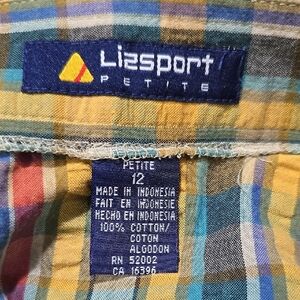 Lizsport
PETITE
PETITE
12
MADE IN INDONESIA
FAIT EN INDONESIE
HECHO EN INDONESIA
100% COTTON/
COTON
ALGODON
RN 52002
CA 16396